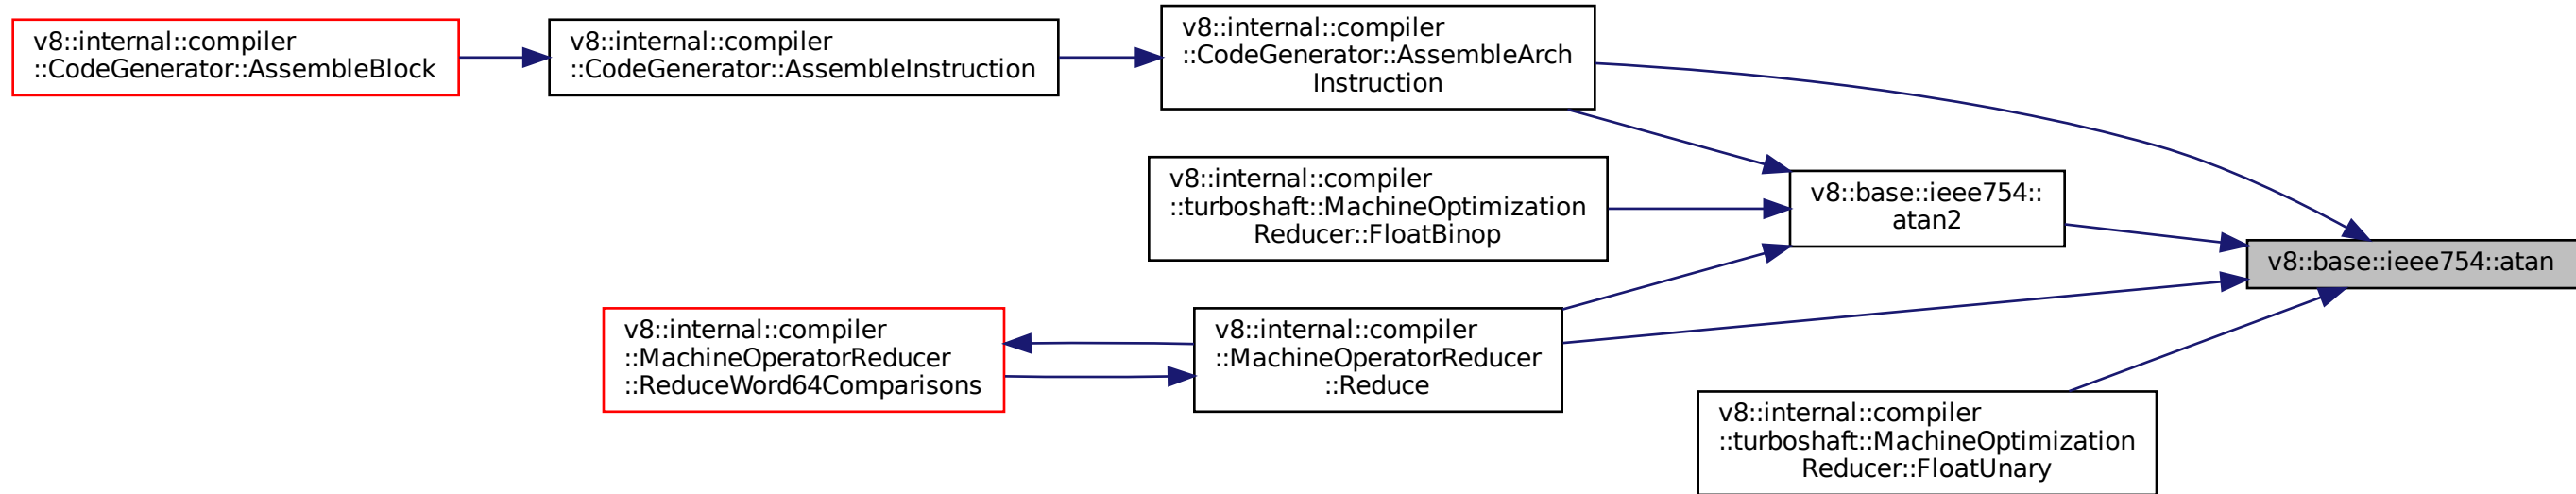 v8::internal::compiler
::CodeGenerator::AssembleBlock
v8::internal::compiler
::CodeGenerator::AssembleInstruction
v8::internal::compiler
::CodeGenerator::AssembleArch
Instruction
v8::internal::compiler
::turboshaft::MachineOptimization
Reducer::FloatBinop
v8::base::ieee754::
atan2
v8::base::ieee754::atan
v8::internal::compiler
::MachineOperatorReducer
::ReduceWord64Comparisons
v8::internal::compiler
::MachineOperatorReducer
::Reduce
v8::internal::compiler
::turboshaft::MachineOptimization
Reducer::FloatUnary